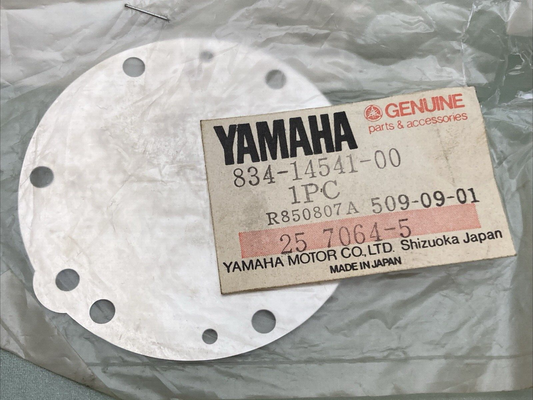 YAMAHA
GENUINE
parts & accessories
834-14541-00
1PC
R850807A 509-09-01
25 7064-5
YAMAHA MOTOR CO., LTD. Shizuoka Japan
MADE IN JAPAN